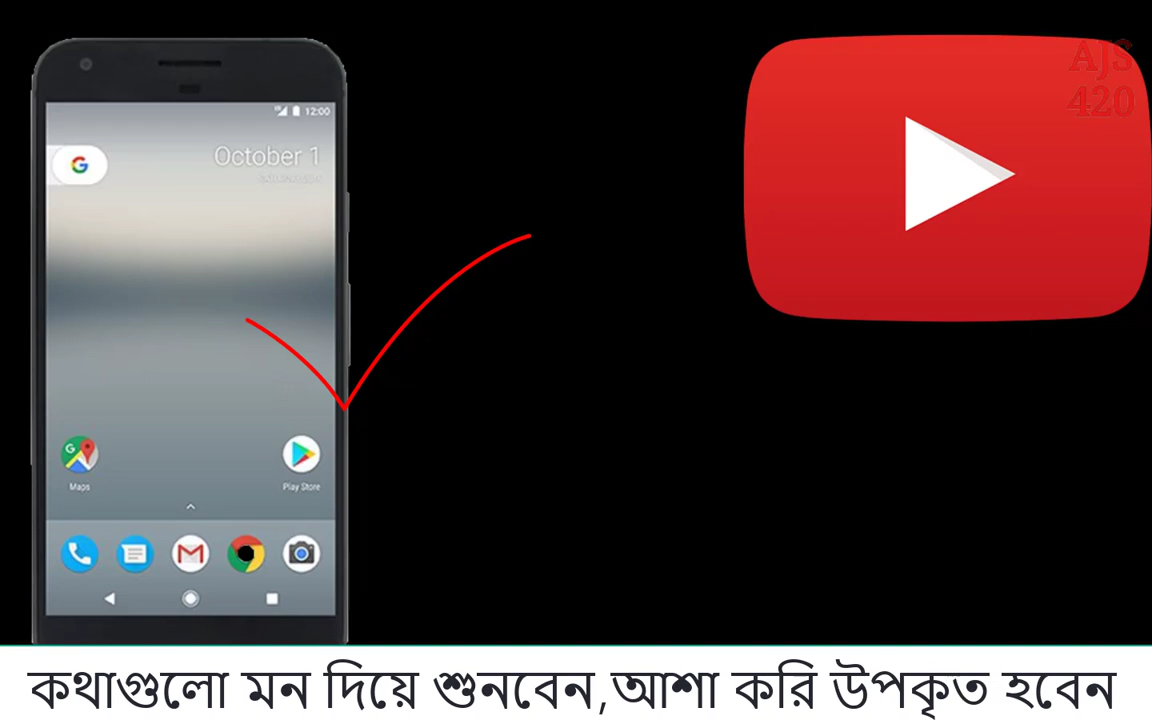 12:00
October 1
AJS
420
G
Maps
Play Store
কথাগুলো মন দিয়ে শুনবেন,আশা করি উপকৃত হবেন